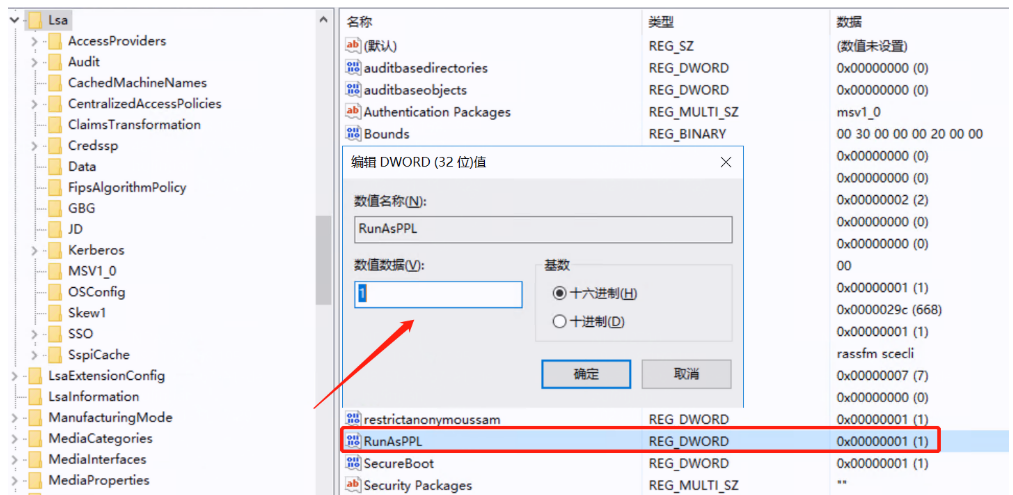 Lsa
AccessProviders
Audit
CachedMachineNames
CentralizedAccessPolicies
ClaimsTransformation
Credssp
Data
FipsAlgorithmPolicy
GBG
JD
Kerberos
MSV1_0
OSConfig
Skew1
SSO
SspiCache
LsaExtensionConfig
LsaInformation
ManufacturingMode
MediaCategories
MediaInterfaces
MediaProperties
名称 类型 数据
ab (默认) REG_SZ (数值未设置)
auditbasedirectories REG_DWORD 0x00000000 (0)
auditbaseobjects REG_DWORD 0x00000000 (0)
ab Authentication Packages REG_MULTI_SZ msv1_0
Bounds REG_BINARY 00 30 00 00 00 20 00 00
0x00000000 (0)
0x00000000 (0)
0x00000002 (2)
0x00000000 (0)
0x00000000 (0)
00
0x00000001 (1)
0x0000029c (668)
0x00000001 (1)
rassfm scecli
0x00000007 (7)
0x00000000 (0)
编辑 DWORD (32 位)值
数值名称(N):
RunAsPPL
数值数据(V):
1
基数
十六进制(H)
十进制(D)
确定 取消
restrictanonymoussam REG_DWORD 0x00000001 (1)
RunAsPPL REG_DWORD 0x00000001 (1)
SecureBoot REG_DWORD 0x00000001 (1)
ab Security Packages REG_MULTI_SZ ""